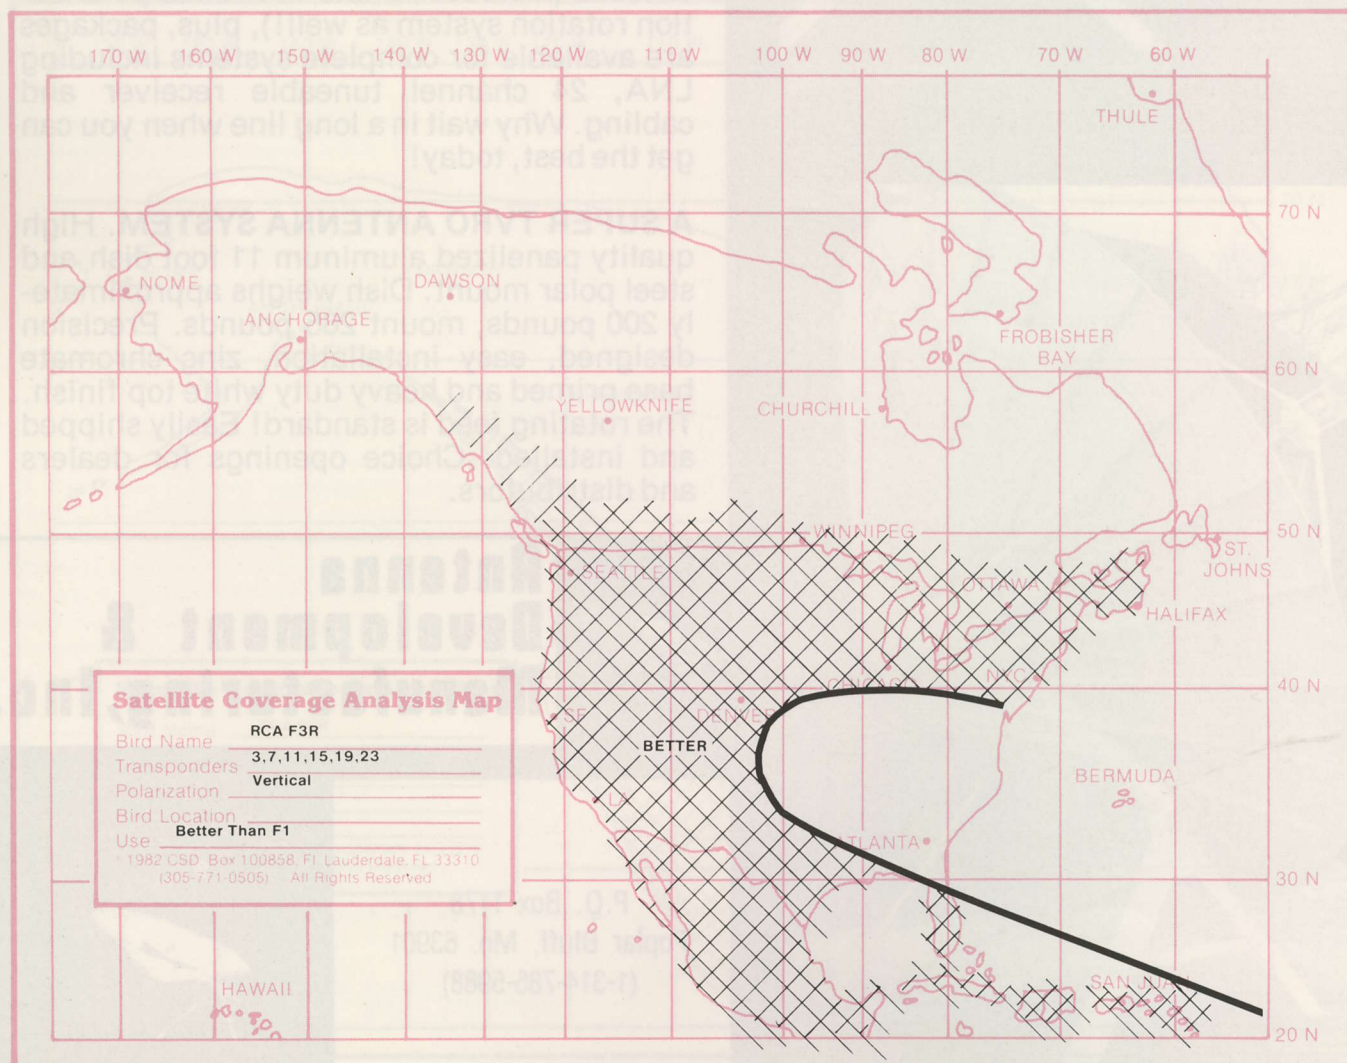 170 W 160 W 150 W 140 W 130 W 120 W 110 W 100 W 90 W 80 W 70 W 60 W
THULE
70 N
NOME
DAWSON
ANCHORAGE
FROBISHER
BAY
60 N
YELLOWKNIFE
CHURCHILL
WINNIPEG
50 N
ST.
JOHNS
SEATTLE
OTTAWA
HALIFAX
CHICAGO
NYC
40 N
SF
DENVER
BETTER
BERMUDA
LA
ATLANTA
30 N
SAN JUAN
HAWAII
20 N
Satellite Coverage Analysis Map
Bird Name RCA F3R
Transponders 3,7,11,15,19,23
Polarization Vertical
Bird Location
Use Better Than F1
1982 CSD, Box 100858, Ft. Lauderdale, FL 33310
(305-771-0505) All Rights Reserved